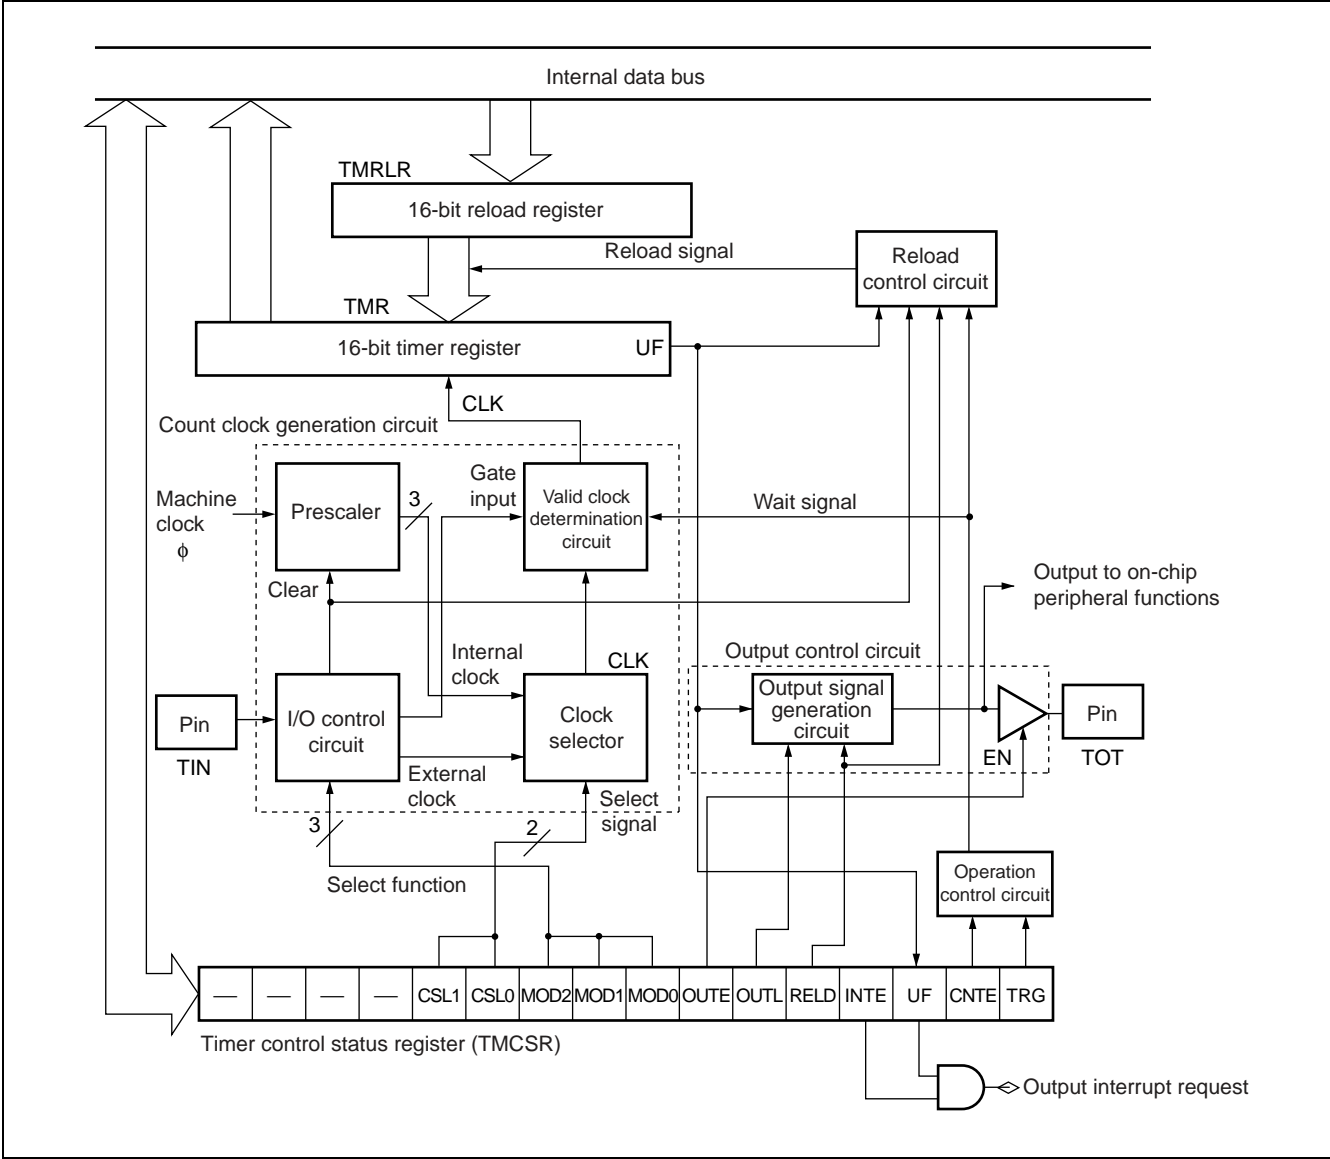 Internal data bus
TMRLR
16-bit reload register
Reload signal
Reload
control circuit
TMR
16-bit timer register
UF
CLK
Count clock generation circuit
Machine
clock
ϕ
Prescaler
3
Gate
input
Valid clock
determination
circuit
Wait signal
Clear
Output to on-chip
peripheral functions
Internal
clock
CLK
Output control circuit
Pin
TIN
I/O control
circuit
Clock
selector
Output signal
generation
circuit
EN
Pin
TOT
External
clock
Select
signal
3
2
Select function
Operation
control circuit
— — — — CSL1 CSL0 MOD2 MOD1 MOD0 OUTE OUTL RELD INTE UF CNTE TRG
Timer control status register (TMCSR)
Output interrupt request